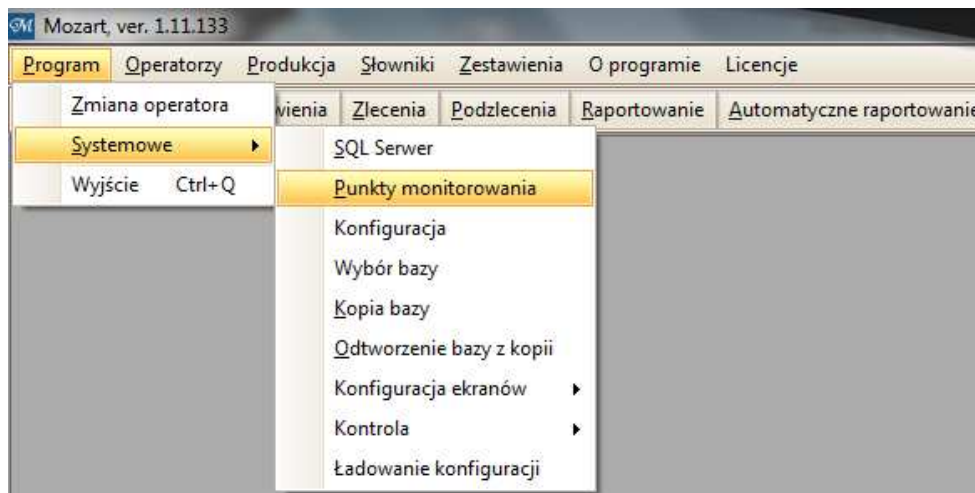 Mozart, ver. 1.11.133
Program Operatorzy Produkcja Słowniki Zestawienia O programie Licencje
Zlecenia Podzlecenia Raportowanie Automatyczne raportowanie
Zmiana operatora
Systemowe
Wyjście Ctrl+Q
SQL Serwer
Punkty monitorowania
Konfiguracja
Wybór bazy
Kopia bazy
Odtworzenie bazy z kopii
Konfiguracja ekranów
Kontrola
Ładowanie konfiguracji